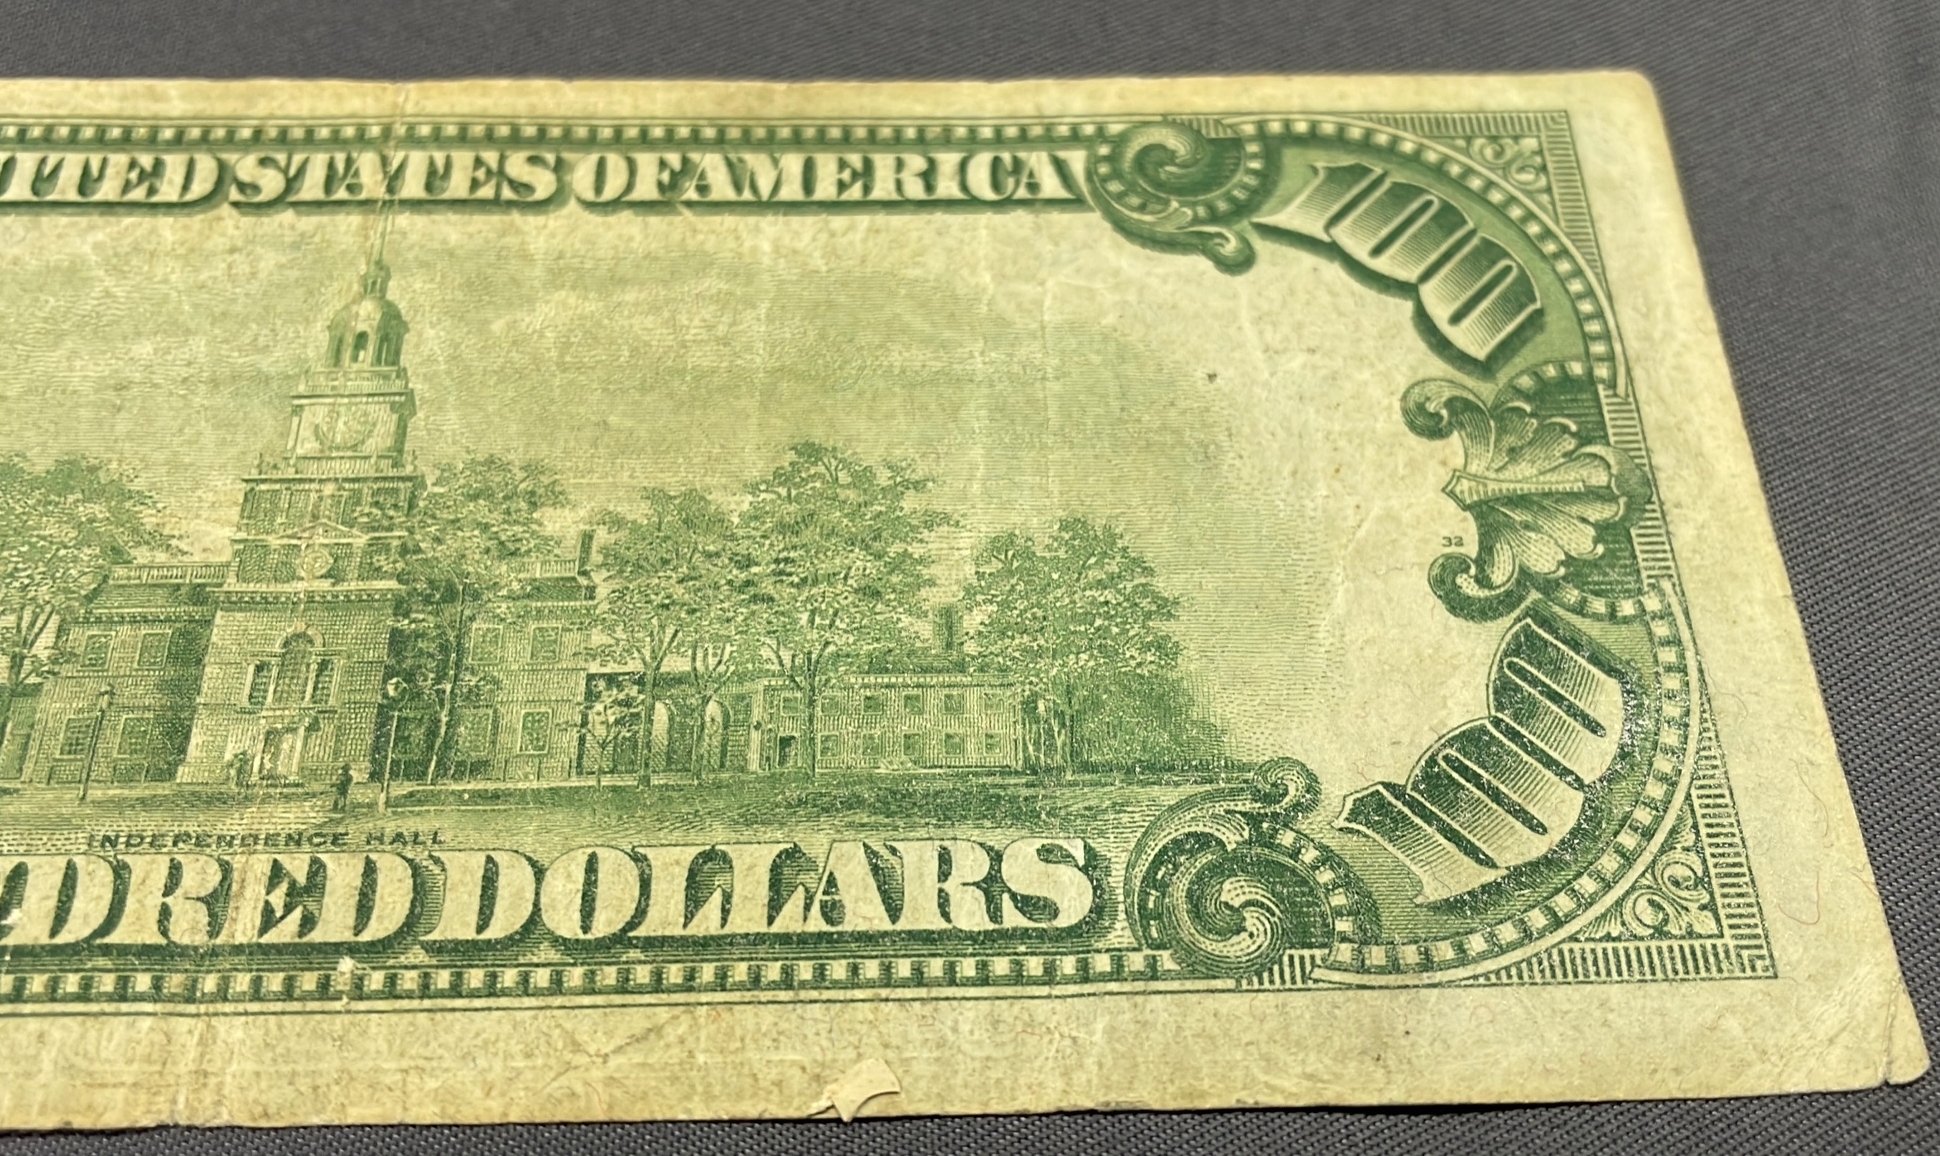 ITED STATES OF AMERICA
100
32
100
INDEPENDENCE HALL
DRED DOLLARS